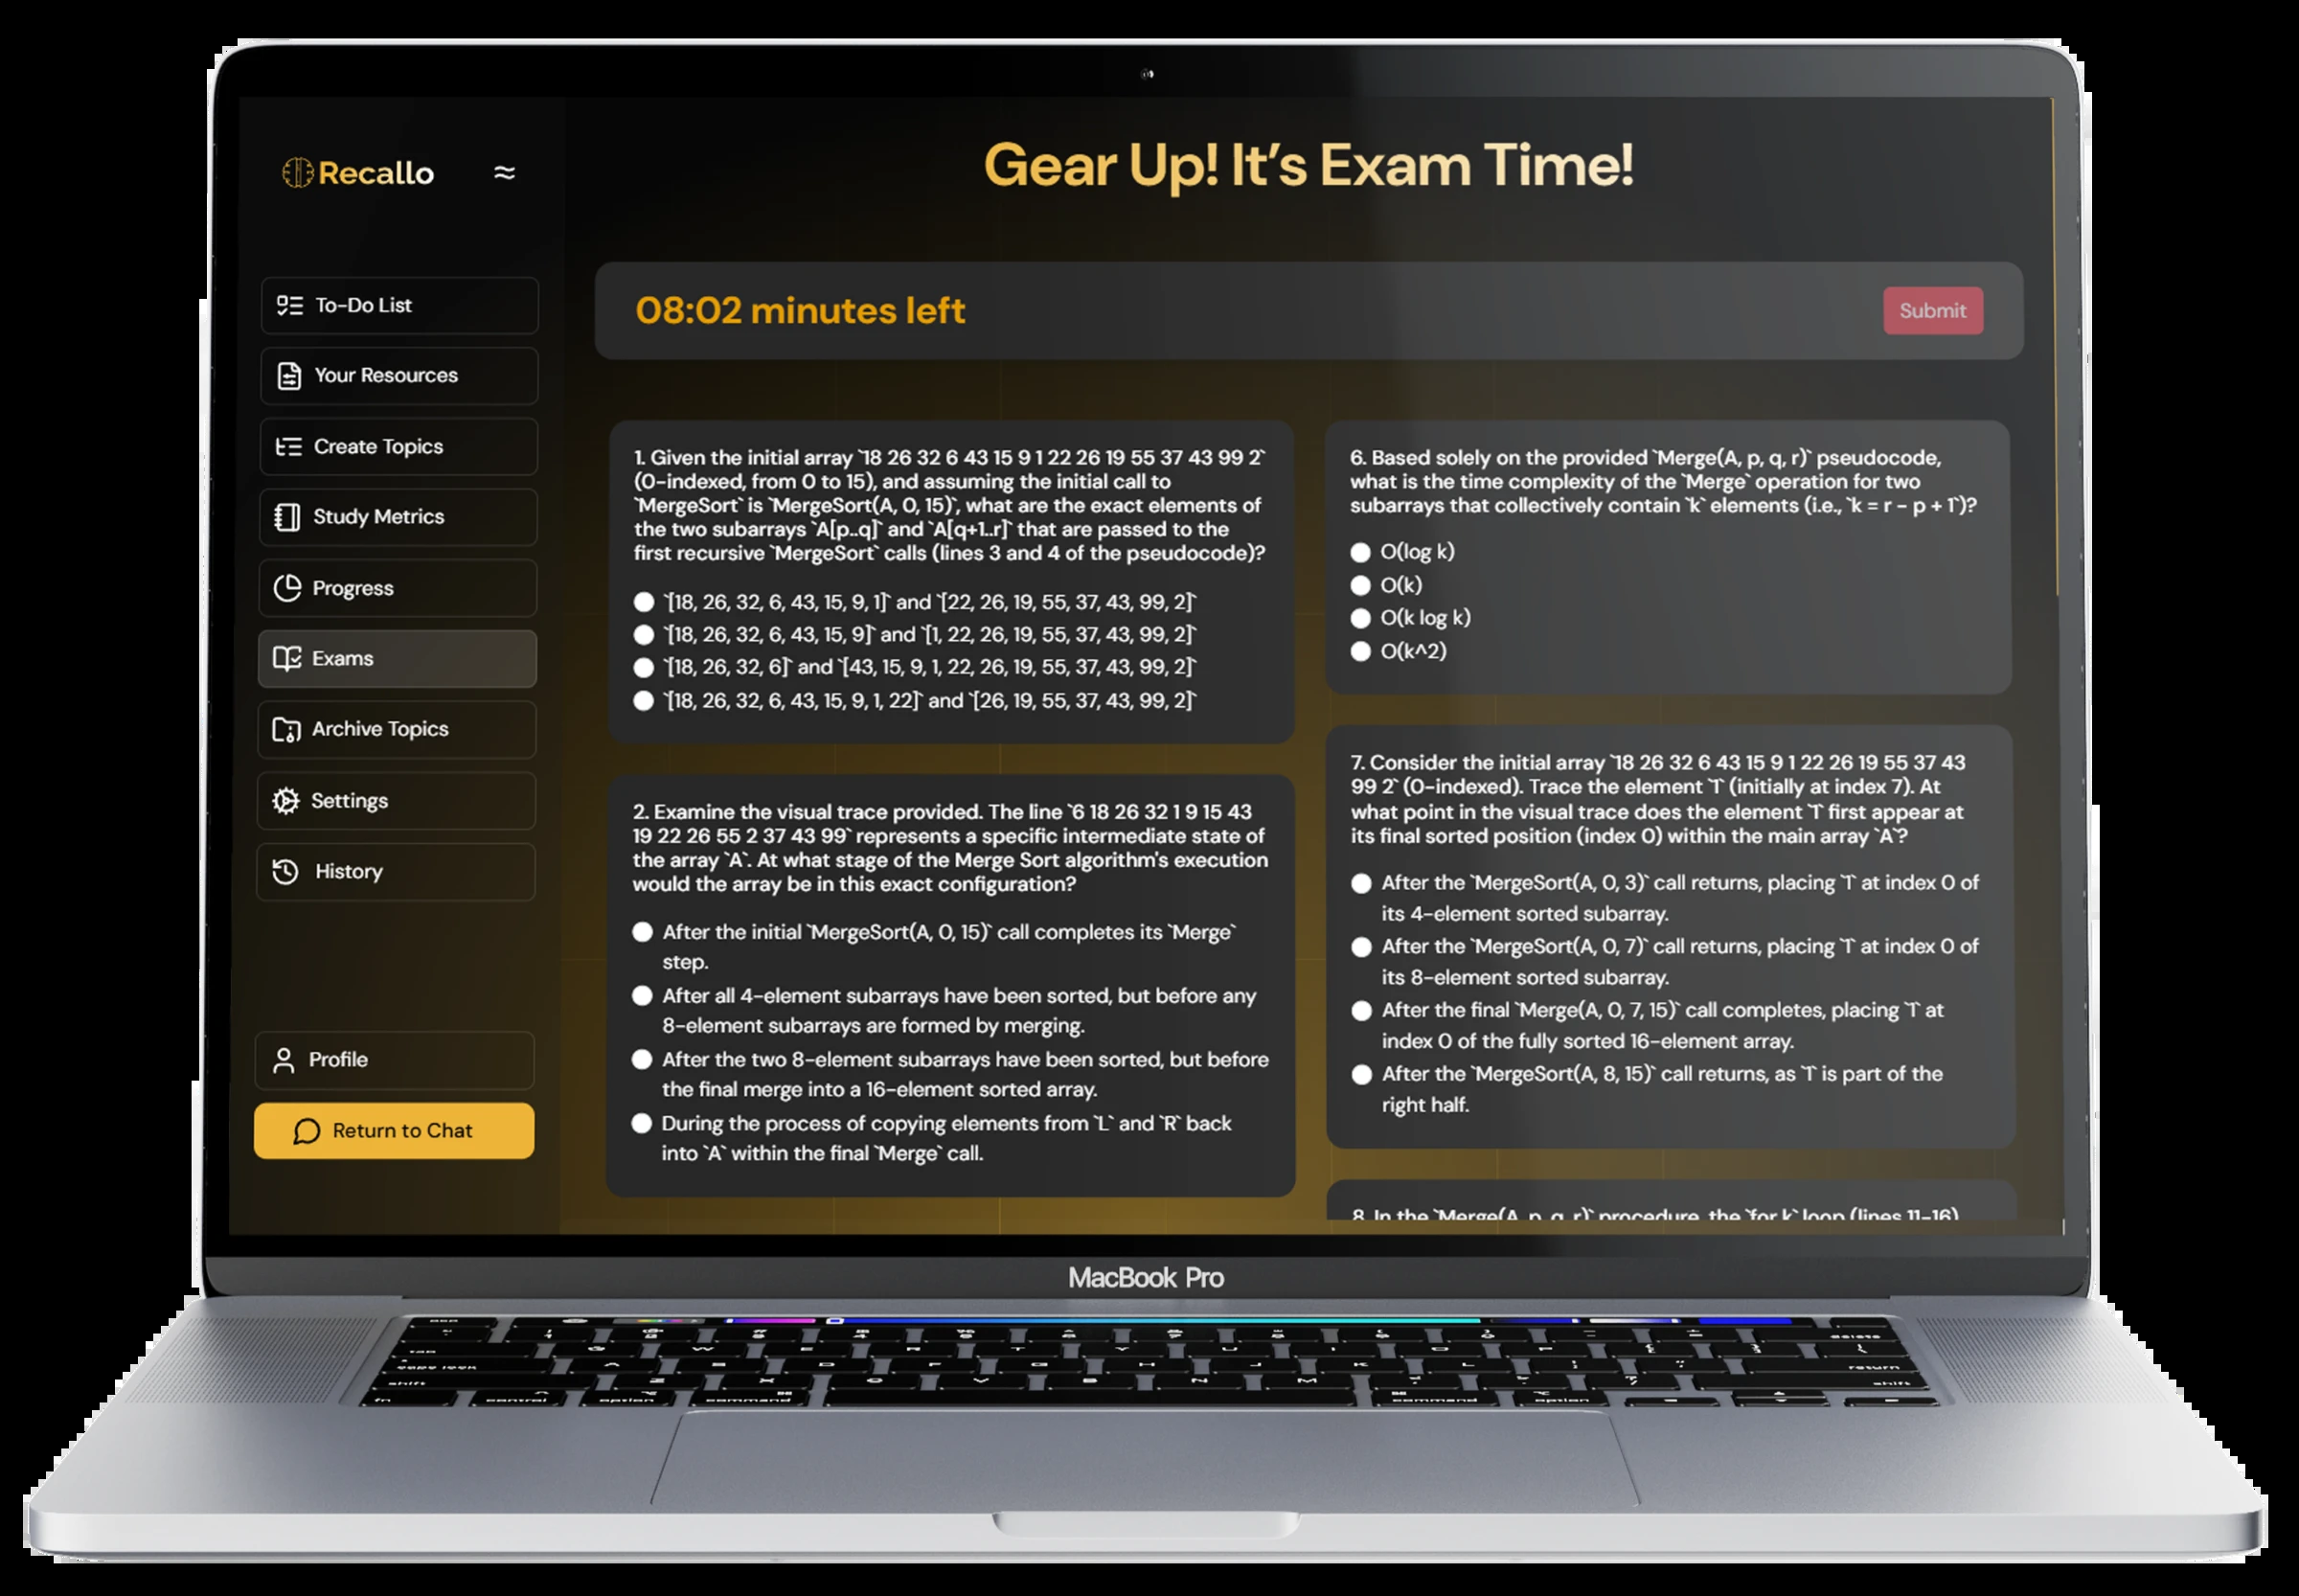 Recallo
To-Do List
Your Resources
Create Topics
Study Metrics
Progress
Exams
Archive Topics
Settings
History
Profile
Return to Chat
Gear Up! It's Exam Time!
08:02 minutes left
Submit
1. Given the initial array `18 26 32 6 43 15 9 1 22 26 19 55 37 43 99 2`
(0-indexed, from 0 to 15), and assuming the initial call to
`MergeSort` is `MergeSort(A, 0, 15)`, what are the exact elements of
the two subarrays `A[p..q]` and `A[q+1..r]` that are passed to the
first recursive `MergeSort` calls (lines 3 and 4 of the pseudocode)?
`[18, 26, 32, 6, 43, 15, 9, 1]` and `[22, 26, 19, 55, 37, 43, 99, 2]`
`[18, 26, 32, 6, 43, 15, 9]` and `[1, 22, 26, 19, 55, 37, 43, 99, 2]`
`[18, 26, 32, 6]` and `[43, 15, 9, 1, 22, 26, 19, 55, 37, 43, 99, 2]`
`[18, 26, 32, 6, 43, 15, 9, 1, 22]` and `[26, 19, 55, 37, 43, 99, 2]`
2. Examine the visual trace provided. The line `6 18 26 32 1 9 15 43
19 22 26 55 2 37 43 99` represents a specific intermediate state of
the array `A`. At what stage of the Merge Sort algorithm's execution
would the array be in this exact configuration?
After the initial `MergeSort(A, 0, 15)` call completes its `Merge`
step.
After all 4-element subarrays have been sorted, but before any
8-element subarrays are formed by merging.
After the two 8-element subarrays have been sorted, but before
the final merge into a 16-element sorted array.
During the process of copying elements from `L` and `R` back
into `A` within the final `Merge` call.
6. Based solely on the provided `Merge(A, p, q, r)` pseudocode,
what is the time complexity of the `Merge` operation for two
subarrays that collectively contain `k` elements (i.e., `k = r - p + 1`)?
O(log k)
O(k)
O(k log k)
O(k^2)
7. Consider the initial array `18 26 32 6 43 15 9 1 22 26 19 55 37 43
99 2` (0-indexed). Trace the element `1` (initially at index 7). At
what point in the visual trace does the element `1` first appear at
its final sorted position (index 0) within the main array `A`?
After the `MergeSort(A, 0, 3)` call returns, placing `1` at index 0 of
its 4-element sorted subarray.
After the `MergeSort(A, 0, 7)` call returns, placing `1` at index 0 of
its 8-element sorted subarray.
After the final `Merge(A, 0, 7, 15)` call completes, placing `1` at
index 0 of the fully sorted 16-element array.
After the `MergeSort(A, 8, 15)` call returns, as `1` is part of the
right half.
8. In the `Merge(A, p, q, r)` procedure, the `for k` loop (lines 11-16)
MacBook Pro